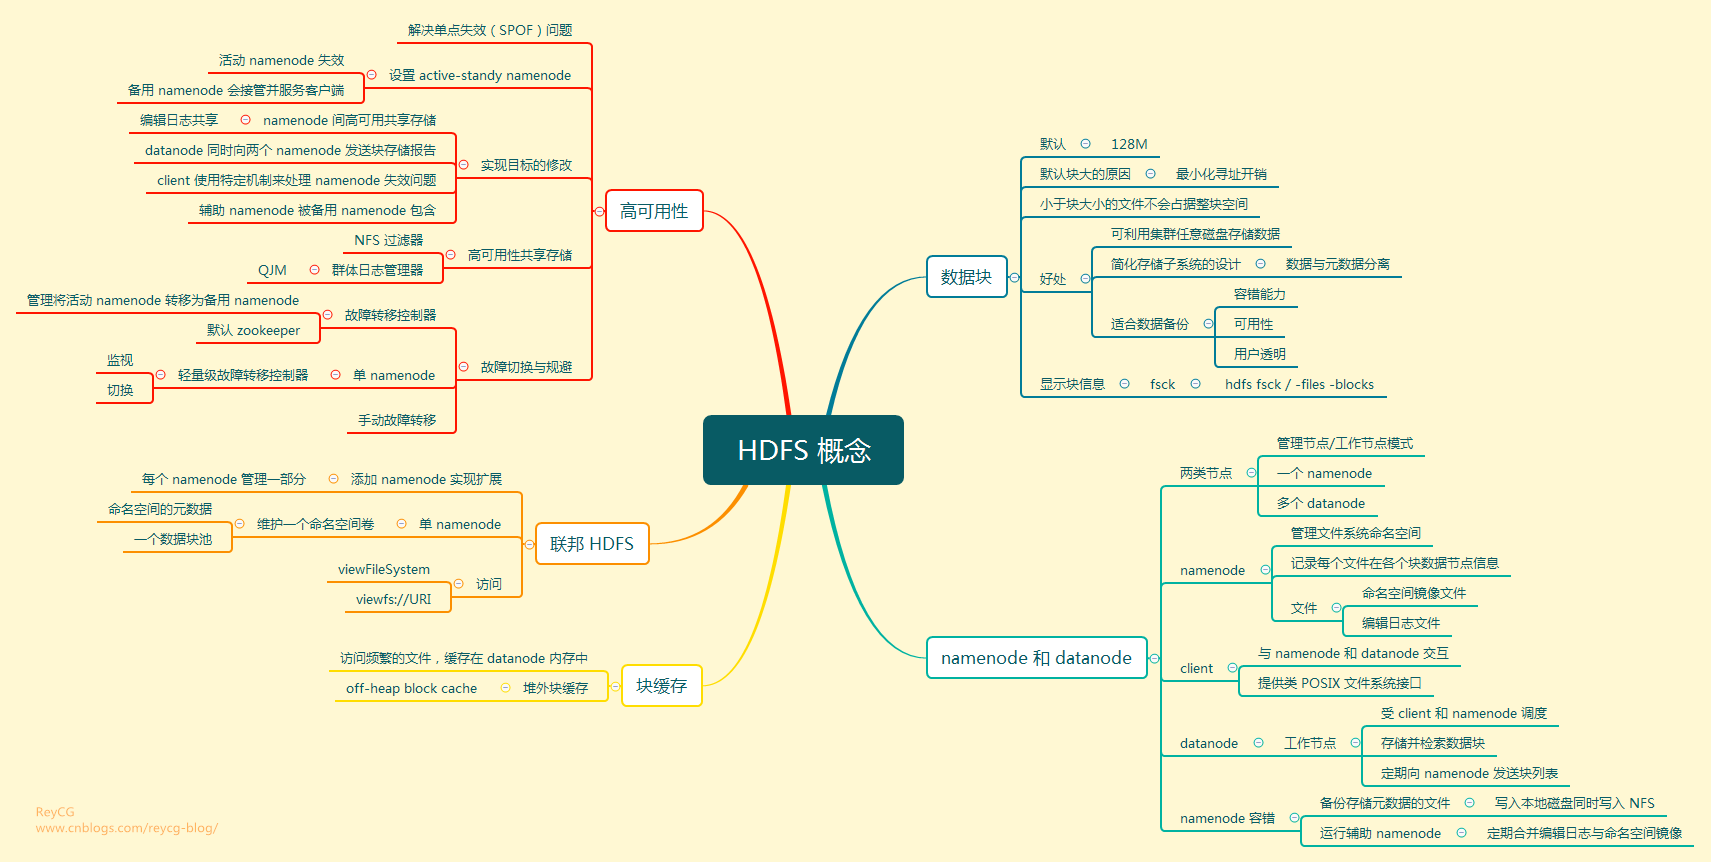 HDFS 概念
数据块
默认
128M
默认块大的原因
最小化寻址开销
小于块大小的文件不会占据整块空间
好处
可利用集群任意磁盘存储数据
简化存储子系统的设计
数据与元数据分离
适合数据备份
容错能力
可用性
用户透明
显示块信息
fsck
hdfs fsck / -files -blocks
namenode 和 datanode
两类节点
管理节点/工作节点模式
一个 namenode
多个 datanode
namenode
管理文件系统命名空间
记录每个文件在各个块数据节点信息
文件
命名空间镜像文件
编辑日志文件
client
与 namenode 和 datanode 交互
提供类 POSIX 文件系统接口
datanode
工作节点
受 client 和 namenode 调度
存储并检索数据块
定期向 namenode 发送块列表
namenode 容错
备份存储元数据的文件
写入本地磁盘同时写入 NFS
运行辅助 namenode
定期合并编辑日志与命名空间镜像
高可用性
解决单点失效（SPOF）问题
设置 active-standy namenode
活动 namenode 失效
备用 namenode 会接管并服务客户端
实现目标的修改
namenode 间高可用共享存储
编辑日志共享
datanode 同时向两个 namenode 发送块存储报告
client 使用特定机制来处理 namenode 失效问题
辅助 namenode 被备用 namenode 包含
高可用性共享存储
NFS 过滤器
群体日志管理器
QJM
故障切换与规避
故障转移控制器
管理将活动 namenode 转移为备用 namenode
默认 zookeeper
单 namenode
轻量级故障转移控制器
监视
切换
手动故障转移
联邦 HDFS
添加 namenode 实现扩展
每个 namenode 管理一部分
单 namenode
维护一个命名空间卷
命名空间的元数据
一个数据块池
访问
viewFileSystem
viewfs://URI
块缓存
访问频繁的文件，缓存在 datanode 内存中
堆外块缓存
off-heap block cache
ReyCG
www.cnblogs.com/reycg-blog/